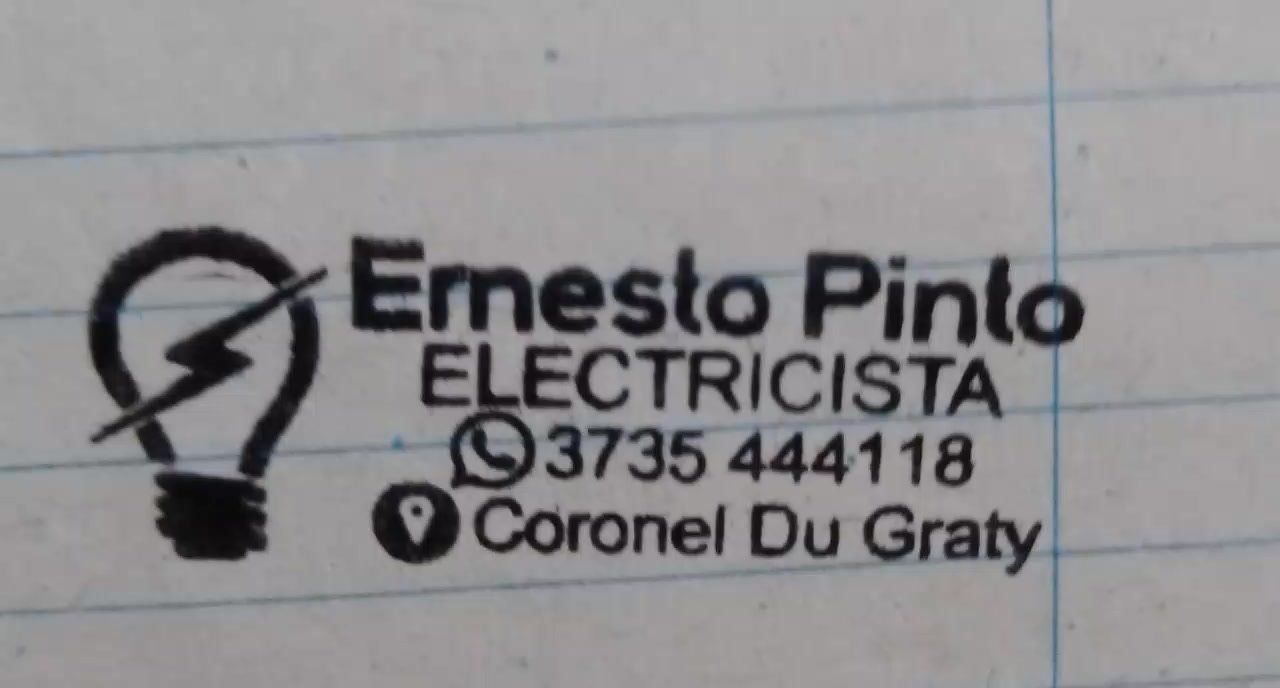 Ernesto Pinto
ELECTRICISTA
3735 444118
Coronel Du Graty